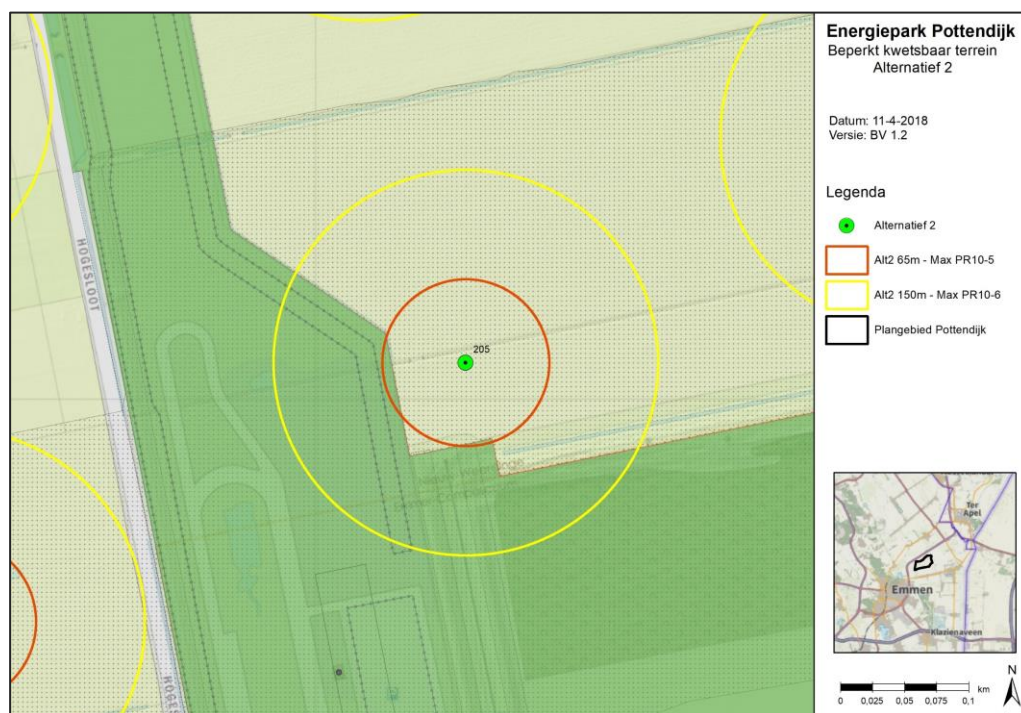 Energiepark Pottendijk
Beperkt kwetsbaar terrein
Alternatief 2
Datum: 11-4-2018
Versie: BV 1.2
Legenda
Alternatief 2
Alt2 65m - Max PR10-5
Alt2 150m - Max PR10-6
Plangebied Pottendijk
HOGESLOOT
205
HOGESL
Ter
Apel
Emmen
Klazienaveen
N
0 0,025 0,05 0,075 0,1 km